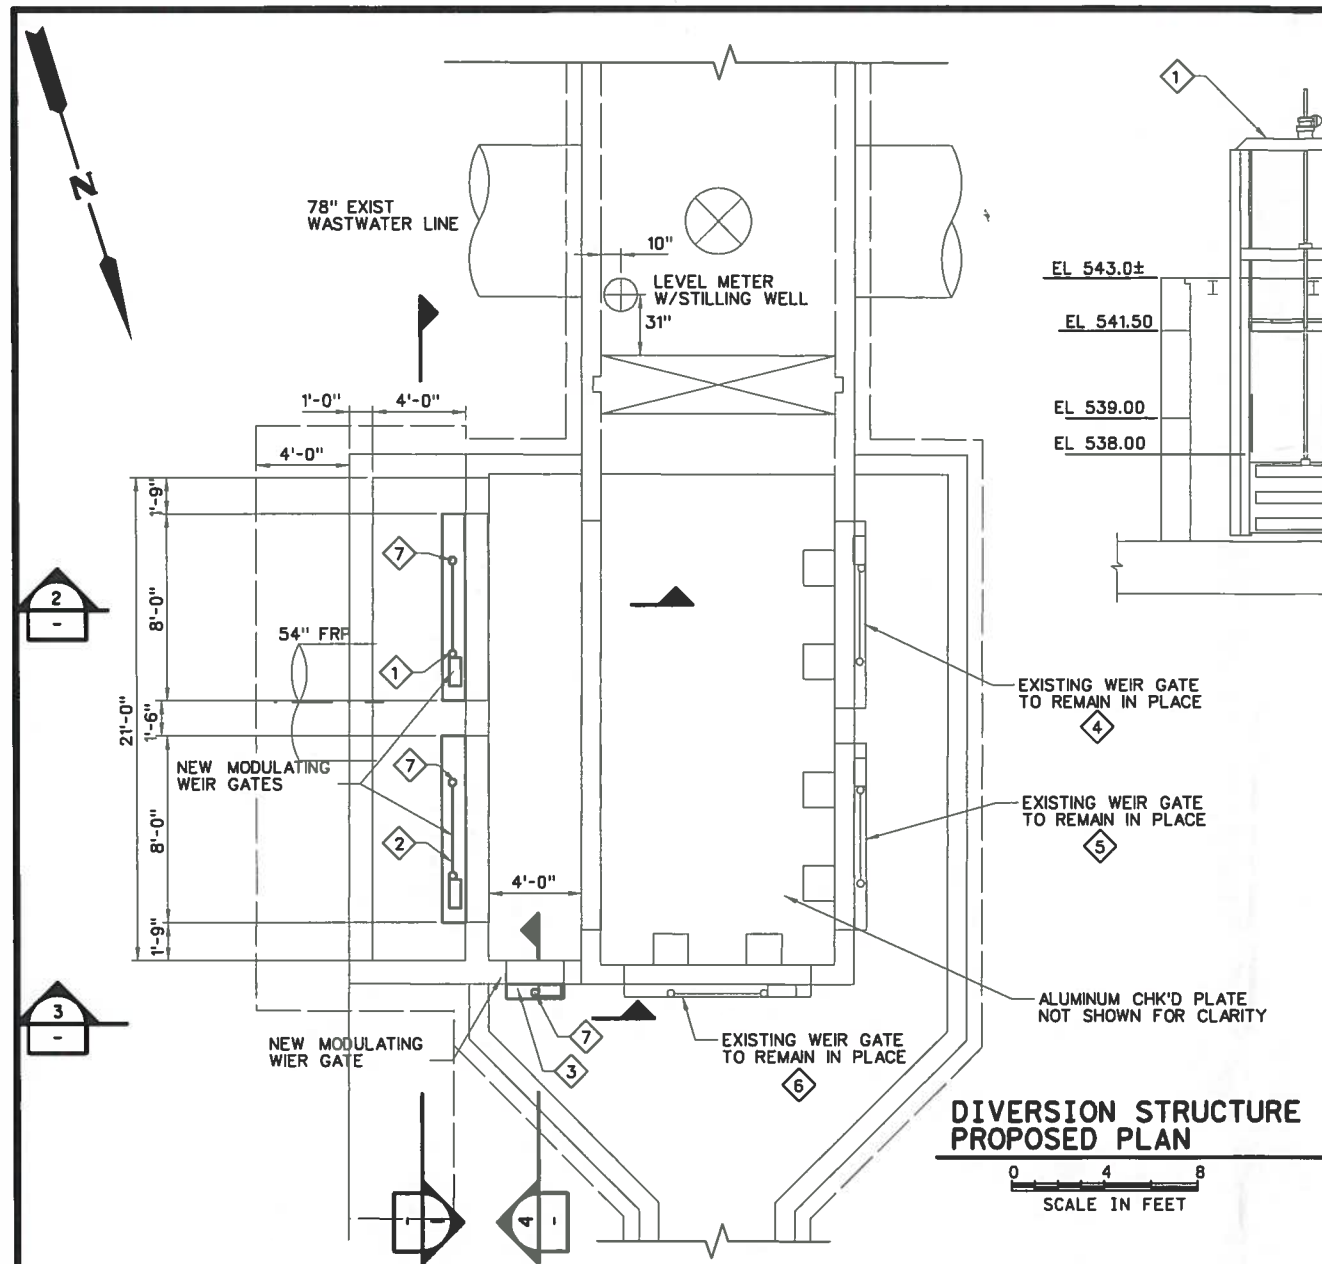 N
78" EXIST
WASTWATER LINE
10"
LEVEL METER
W/STILLING WELL
31"
1
EL 543.0±
EL 541.50
EL 539.00
EL 538.00
1'-0"
4'-0"
4'-0"
1'-9"
8'-0"
21'-0"
1'-6"
8'-0"
1'-9"
2
-
7
54" FRP
1
NEW MODULATING
WEIR GATES
7
2
4'-0"
EXISTING WEIR GATE
TO REMAIN IN PLACE
4
EXISTING WEIR GATE
TO REMAIN IN PLACE
5
3
-
ALUMINUM CHK'D PLATE
NOT SHOWN FOR CLARITY
NEW MODULATING
WIER GATE
7
3
EXISTING WEIR GATE
TO REMAIN IN PLACE
6
DIVERSION STRUCTURE
PROPOSED PLAN
0 4 8
SCALE IN FEET
1
-
4
-